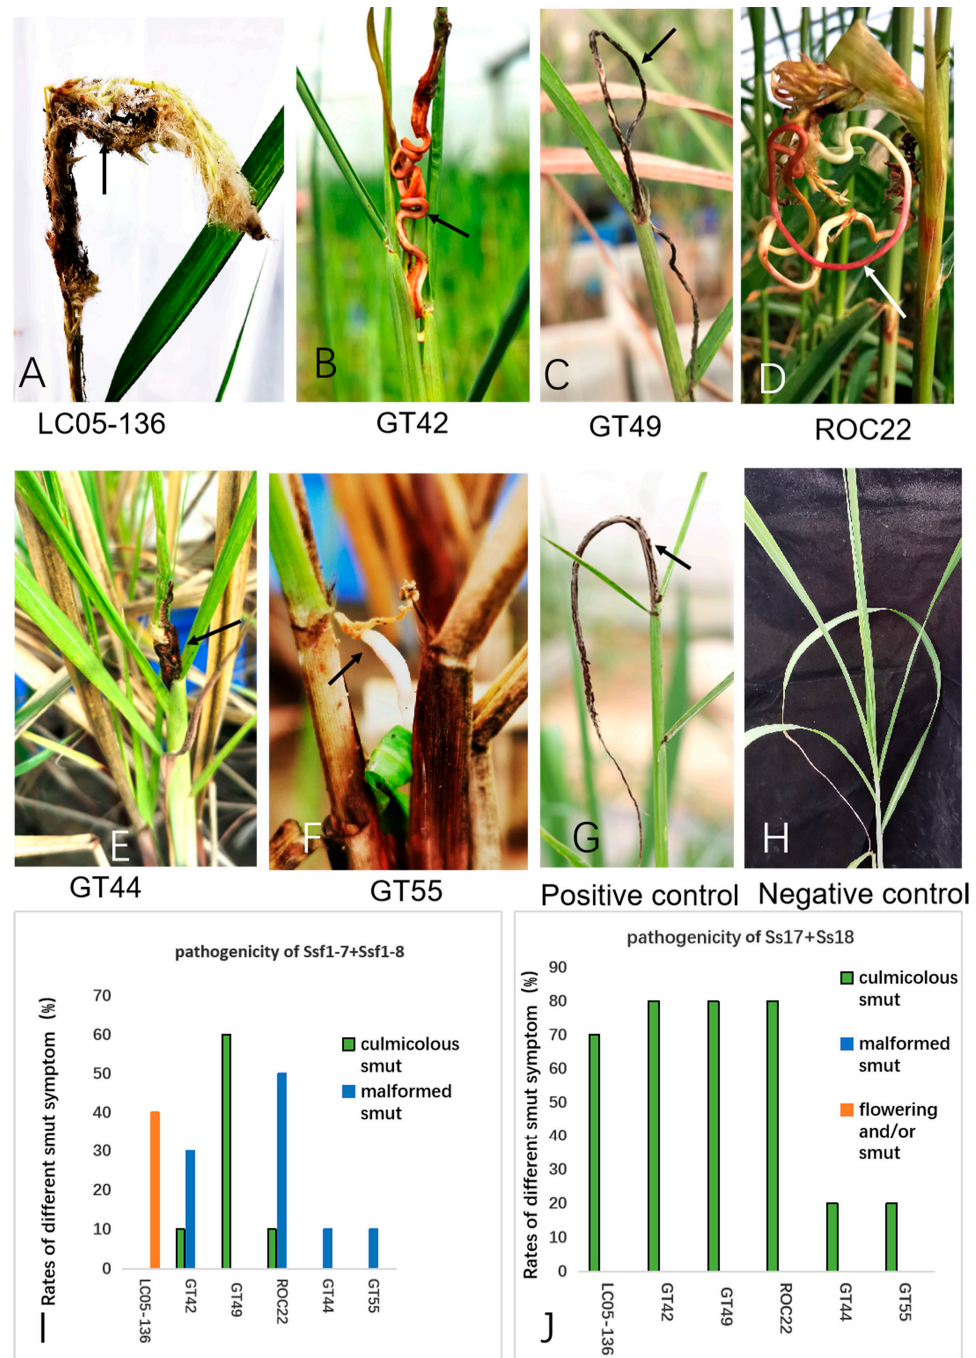 A
B
C
D
LC05-136
GT42
GT49
ROC22
E
F
G
H
GT44
GT55
Positive control
Negative control
pathogenicity of Ssf1-7+Ssf1-8
Rates of different smut symptom (%)
70
60
50
40
30
20
10
0
culmicolous
smut
malformed
smut
LC05-136
GT42
GT49
ROC22
GT44
GT55
I
pathogenicity of Ss17+Ss18
Rates of different smut symptom (%)
90
80
70
60
50
40
30
20
10
0
culmicolous
smut
malformed
smut
flowering
and/or
smut
LC05-136
GT42
GT49
ROC22
GT44
GT55
J